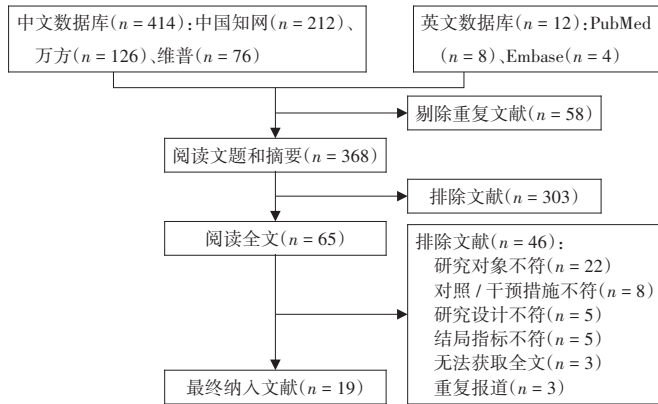 中文数据库(n = 414)：中国知网(n = 212)、
万方(n = 126)、维普(n = 76)
英文数据库(n = 12)：PubMed
(n = 8)、Embase(n = 4)
剔除重复文献(n = 58)
阅读文题和摘要(n = 368)
排除文献(n = 303)
阅读全文(n = 65)
排除文献(n = 46)：
研究对象不符(n = 22)
对照 / 干预措施不符(n = 8)
研究设计不符(n = 5)
结局指标不符(n = 5)
无法获取全文(n = 3)
重复报道(n = 3)
最终纳入文献(n = 19)